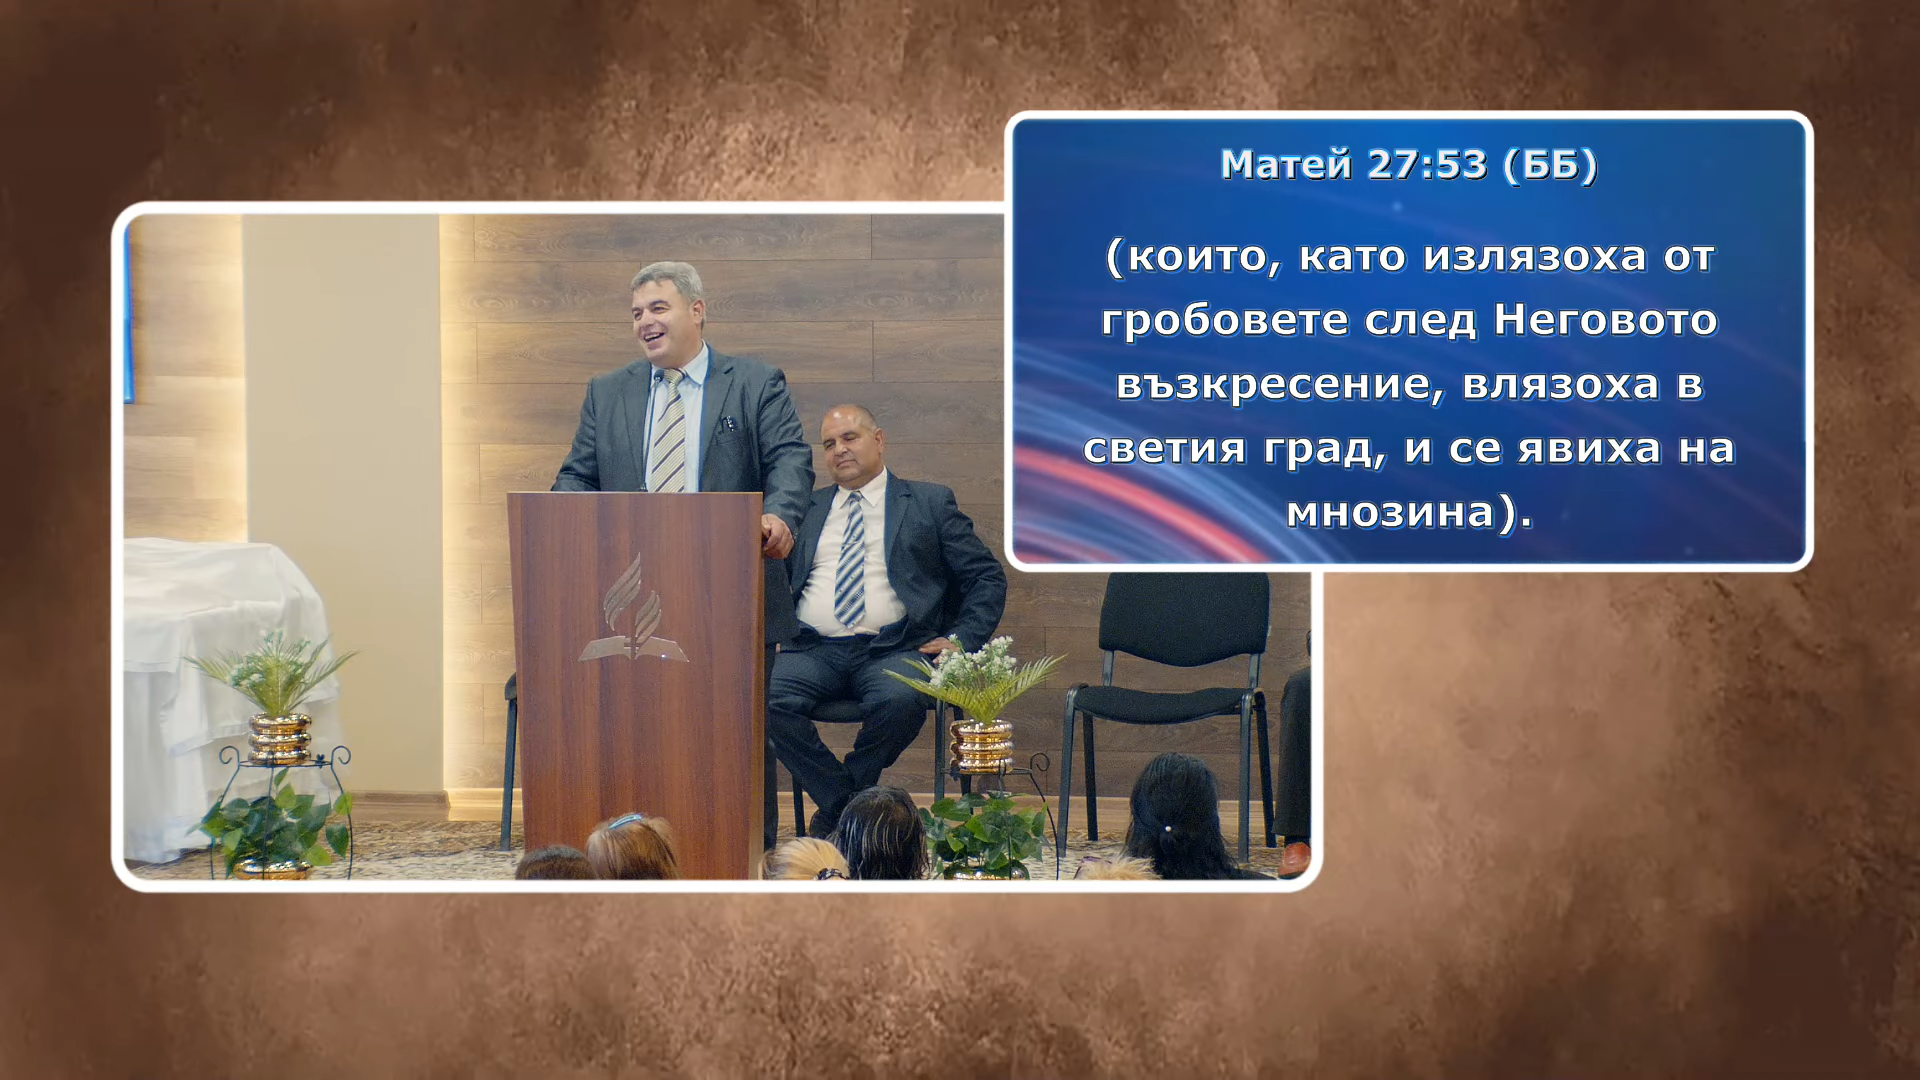 Матей 27:53 (ББ)
(които, като излязоха от
гробовете след Неговото
възкресение, влязоха в
светия град, и се явиха на
мнозина).